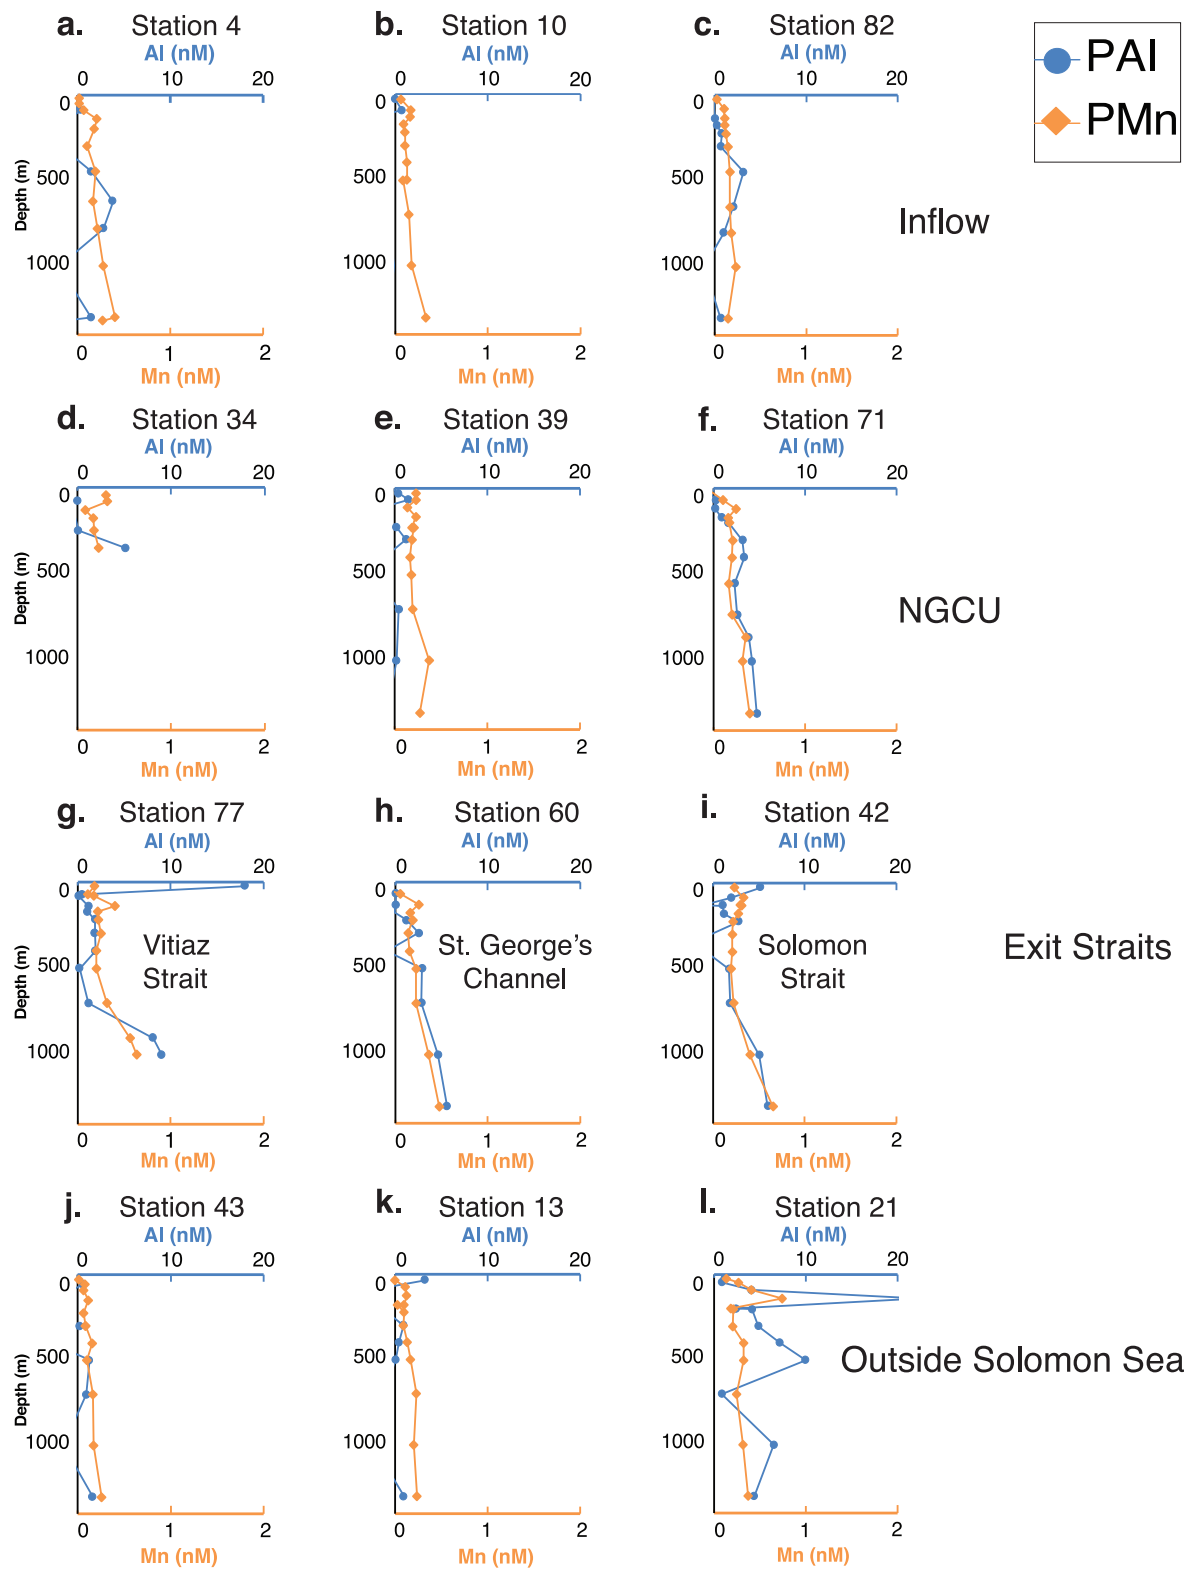 a. Station 4
Al (nM)
0 10 20
0
500
1000
Depth (m)
0 1 2
Mn (nM)
b. Station 10
Al (nM)
0 10 20
0
500
1000
0 1 2
Mn (nM)
c. Station 82
Al (nM)
0 10 20
0
500
1000
0 1 2
Mn (nM)
PAl
PMn
Inflow
d. Station 34
Al (nM)
0 10 20
0
500
1000
Depth (m)
0 1 2
Mn (nM)
e. Station 39
Al (nM)
0 10 20
0
500
1000
0 1 2
Mn (nM)
f. Station 71
Al (nM)
0 10 20
0
500
1000
0 1 2
Mn (nM)
NGCU
g. Station 77
Al (nM)
0 10 20
0
500
1000
Depth (m)
Vitiaz
Strait
0 1 2
Mn (nM)
h. Station 60
Al (nM)
0 10 20
0
500
1000
St. George's
Channel
0 1 2
Mn (nM)
i. Station 42
Al (nM)
0 10 20
0
500
1000
Solomon
Strait
0 1 2
Mn (nM)
Exit Straits
j. Station 43
Al (nM)
0 10 20
0
500
1000
Depth (m)
0 1 2
Mn (nM)
k. Station 13
Al (nM)
0 10 20
0
500
1000
0 1 2
Mn (nM)
l. Station 21
Al (nM)
0 10 20
0
500
1000
0 1 2
Mn (nM)
Outside Solomon Sea